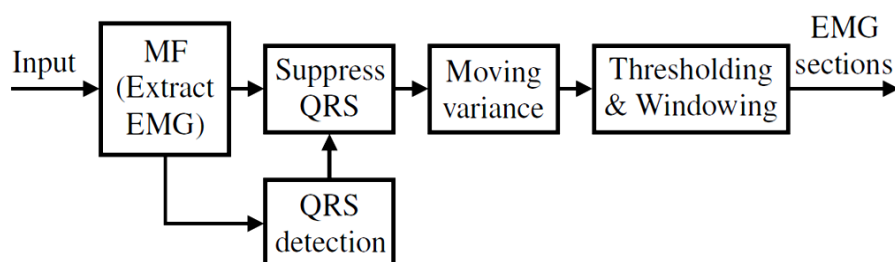 Input
MF
(Extract
EMG)
Suppress
QRS
Moving
variance
Thresholding
& Windowing
EMG
sections
QRS
detection